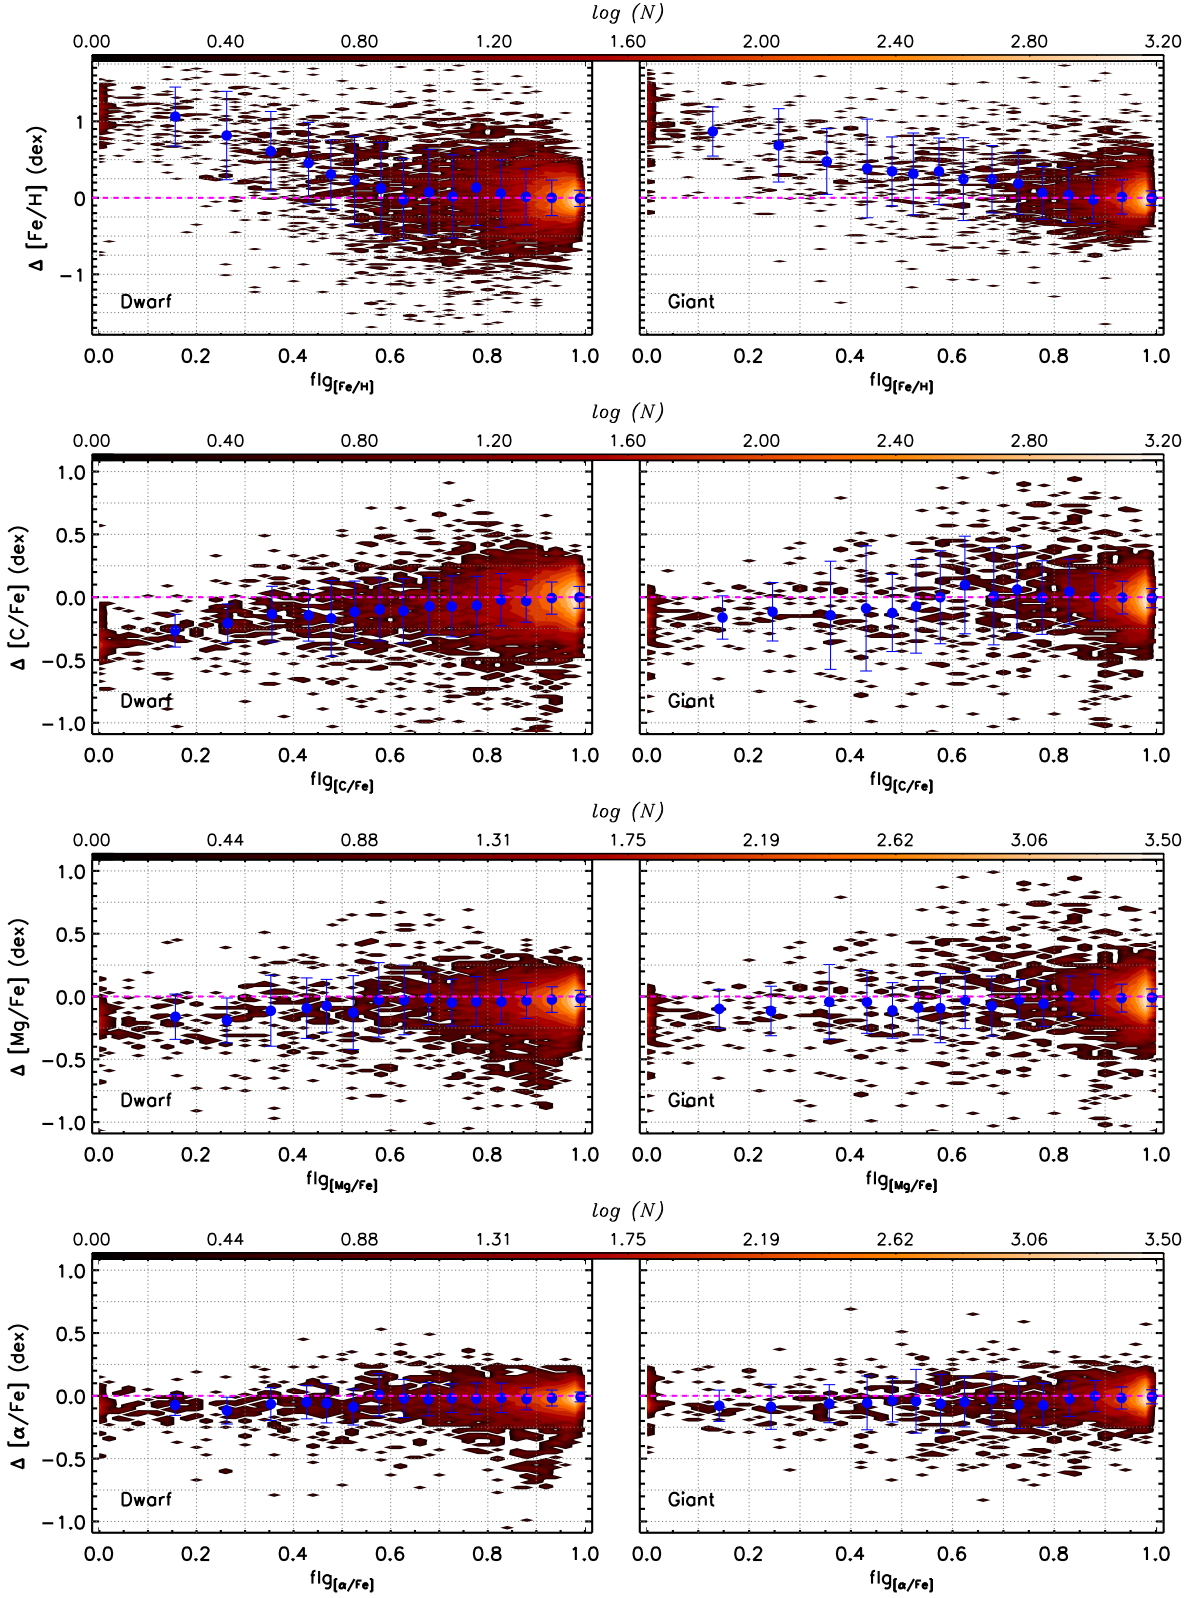 log (N)
0.00 0.40 0.80 1.20 1.60 2.00 2.40 2.80 3.20
Δ [Fe/H] (dex)
1
0
−1
Dwarf
Giant
0.0 0.2 0.4 0.6 0.8 1.0
0.0 0.2 0.4 0.6 0.8 1.0
flg[Fe/H]
flg[Fe/H]
log (N)
0.00 0.40 0.80 1.20 1.60 2.00 2.40 2.80 3.20
Δ [C/Fe] (dex)
1.0
0.5
0.0
−0.5
−1.0
Dwarf
Giant
0.0 0.2 0.4 0.6 0.8 1.0
0.0 0.2 0.4 0.6 0.8 1.0
flg[C/Fe]
flg[C/Fe]
log (N)
0.00 0.44 0.88 1.31 1.75 2.19 2.62 3.06 3.50
Δ [Mg/Fe] (dex)
1.0
0.5
0.0
−0.5
−1.0
Dwarf
Giant
0.0 0.2 0.4 0.6 0.8 1.0
0.0 0.2 0.4 0.6 0.8 1.0
flg[Mg/Fe]
flg[Mg/Fe]
log (N)
0.00 0.44 0.88 1.31 1.75 2.19 2.62 3.06 3.50
Δ [α/Fe] (dex)
1.0
0.5
0.0
−0.5
−1.0
Dwarf
Giant
0.0 0.2 0.4 0.6 0.8 1.0
0.0 0.2 0.4 0.6 0.8 1.0
flg[α/Fe]
flg[α/Fe]